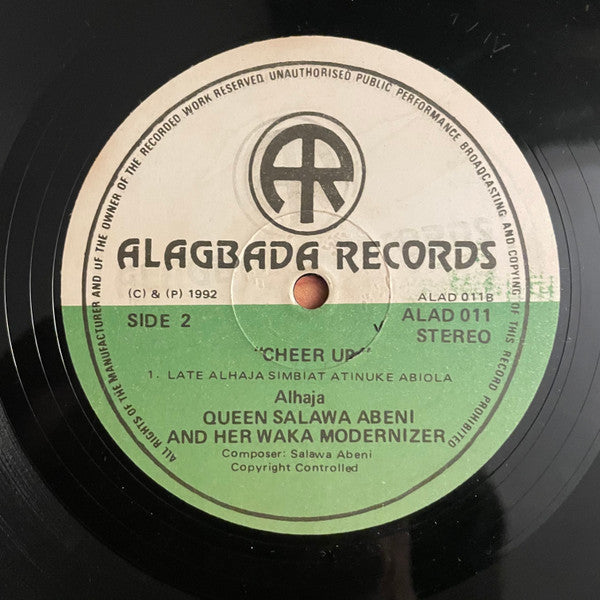 ALL RIGHTS OF THE MANUFACTURER AND UF THE OWNER OF THE RECORDED WORK RESERVED UNAUTHORISED PUBLIC PERFORMANCE BROADCASTING AND COPYING OF THIS RECORD PROHIBITED
AR
ALAGBADA RECORDS
(C) & (P) 1992
ALAD 011B
SIDE 2
ALAD 011
STEREO
"CHEER UP"
1. LATE ALHAJA SIMBIAT ATINUKE ABIOLA
Alhaja
QUEEN SALAWA ABENI
AND HER WAKA MODERNIZER
Composer: Salawa Abeni
Copyright Controlled